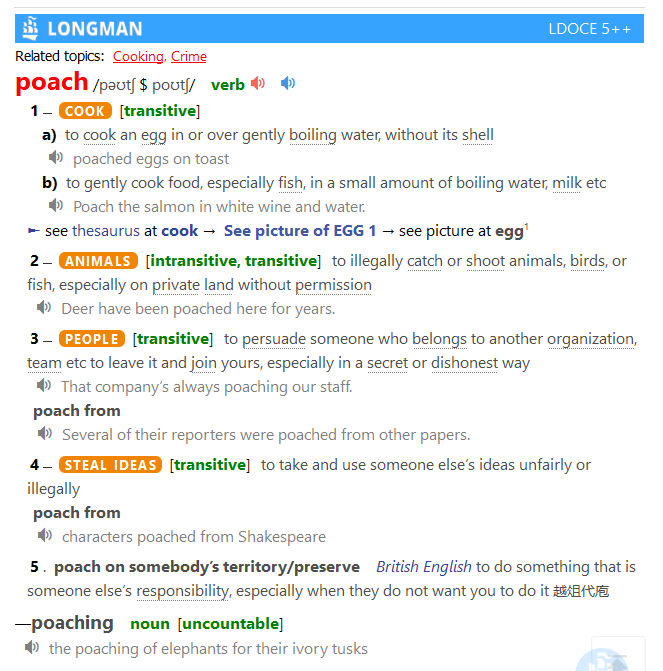 LONGMAN LDOCE 5++
Related topics: Cooking, Crime
poach /pəʊtʃ $ poʊtʃ/ verb
1 – COOK [transitive]
a) to cook an egg in or over gently boiling water, without its shell
poached eggs on toast
b) to gently cook food, especially fish, in a small amount of boiling water, milk etc
Poach the salmon in white wine and water.
➼ see thesaurus at cook → See picture of EGG 1 → see picture at egg¹
2 – ANIMALS [intransitive, transitive] to illegally catch or shoot animals, birds, or
fish, especially on private land without permission
Deer have been poached here for years.
3 – PEOPLE [transitive] to persuade someone who belongs to another organization,
team etc to leave it and join yours, especially in a secret or dishonest way
That company’s always poaching our staff.
poach from
Several of their reporters were poached from other papers.
4 – STEAL IDEAS [transitive] to take and use someone else’s ideas unfairly or
illegally
poach from
characters poached from Shakespeare
5 . poach on somebody’s territory/preserve British English to do something that is
someone else’s responsibility, especially when they do not want you to do it 越俎代庖
—poaching noun [uncountable]
the poaching of elephants for their ivory tusks